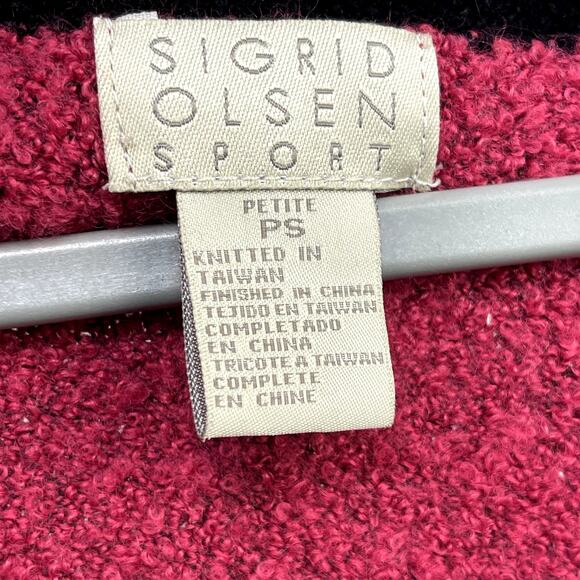 SIGRID
OLSEN
SPORT
PETITE
PS
KNITTED IN
TAIWAN
FINISHED IN CHINA
TEJIDO EN TAIWAN
COMPLETADO
EN CHINA
TRICOTE A TAIWAN
COMPLETE
EN CHINE